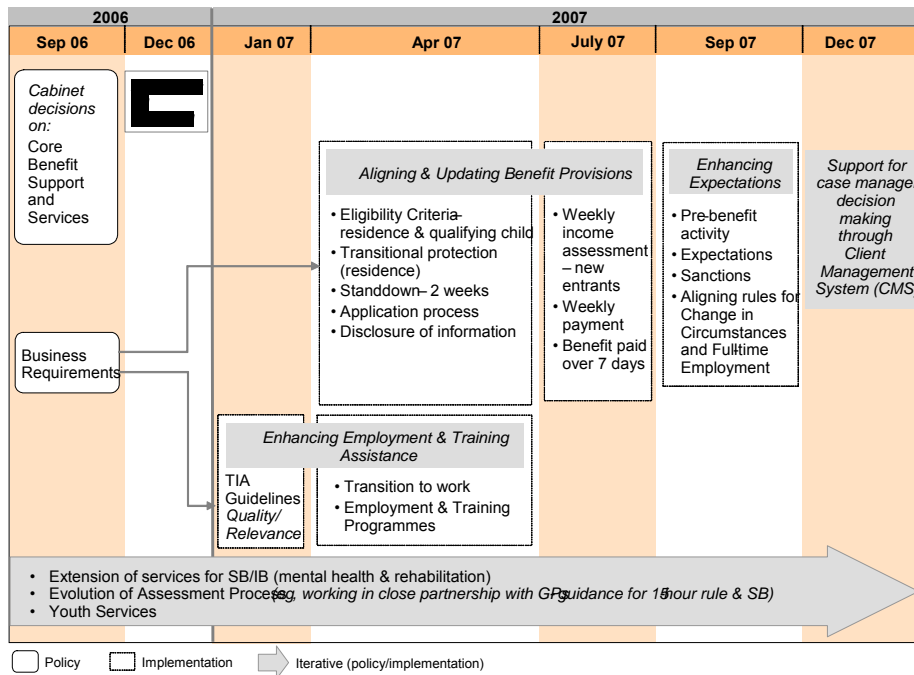 2006
2007
Sep 06
Dec 06
Jan 07
Apr 07
July 07
Sep 07
Dec 07
Cabinet
decisions
on:
Core
Benefit
Support
and
Services
Business
Requirements
Aligning & Updating Benefit Provisions
• Eligibility Criteria–
residence & qualifying child
• Transitional protection
(residence)
• Standdown– 2 weeks
• Application process
• Disclosure of information
• Weekly
income
assessment
– new
entrants
• Weekly
payment
• Benefit paid
over 7 days
Enhancing
Expectations
• Pre-benefit
activity
• Expectations
• Sanctions
• Aligning rules for
Change in
Circumstances
and Full-time
Employment
Support for
case manage
decision
making
through
Client
Management
System (CMS)
Enhancing Employment & Training
Assistance
TIA
Guidelines
Quality/
Relevance
• Transition to work
• Employment & Training
Programmes
• Extension of services for SB/IB (mental health & rehabilitation)
• Evolution of Assessment Process (eg, working in close partnership with GPs guidance for 15-hour rule & SB)
• Youth Services
Policy
Implementation
Iterative (policy/implementation)